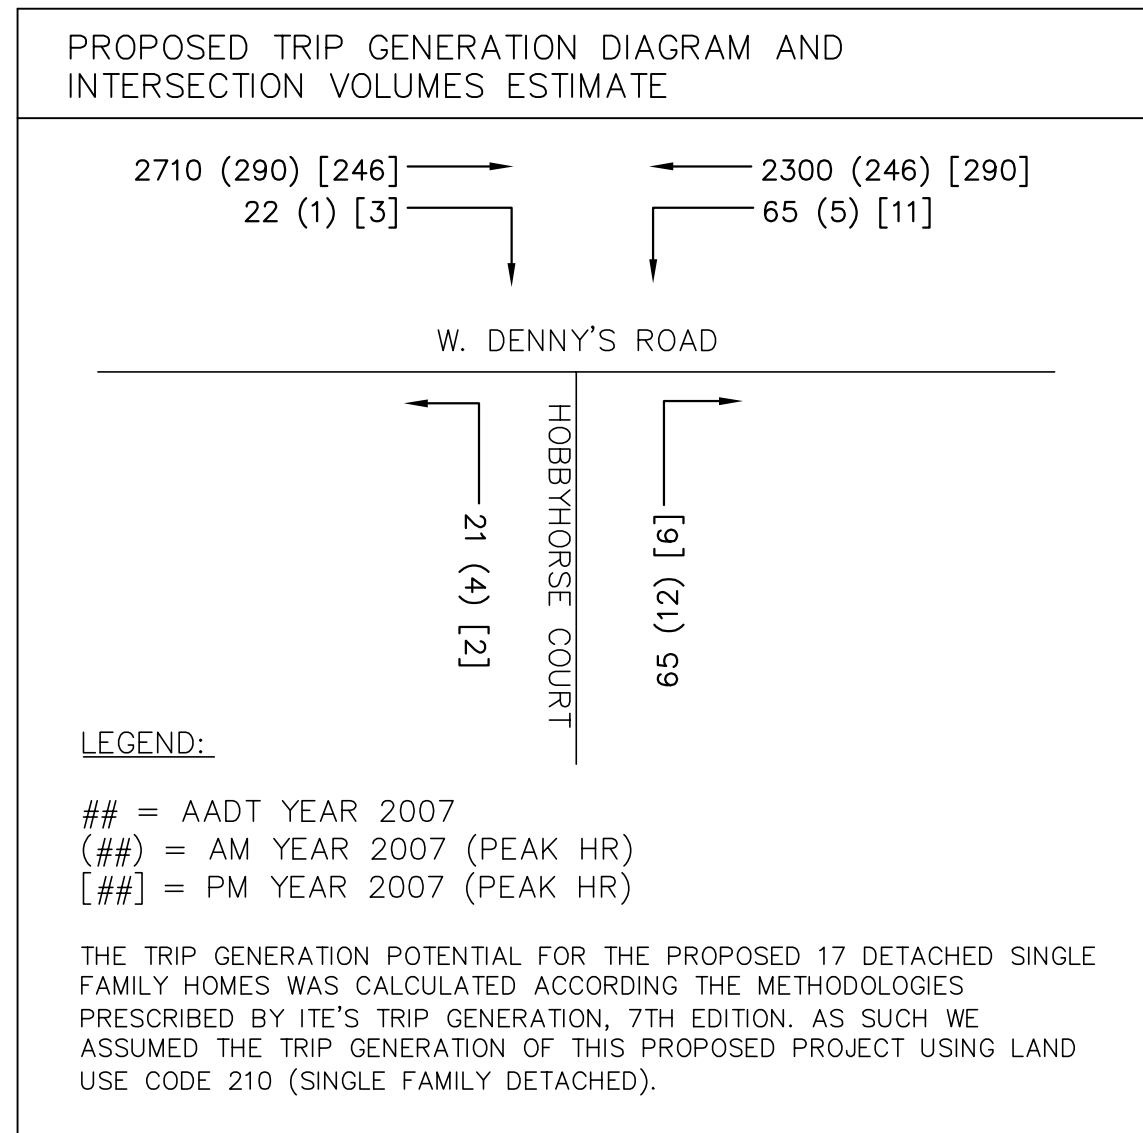 PROPOSED TRIP GENERATION DIAGRAM AND
INTERSECTION VOLUMES ESTIMATE
2710 (290) [246]
2300 (246) [290]
22 (1) [3]
65 (5) [11]
W. DENNY'S ROAD
21 (4) [2]
HOBBYHORSE COURT
65 (12) [6]
LEGEND:
## = AADT YEAR 2007
(##) = AM YEAR 2007 (PEAK HR)
[##] = PM YEAR 2007 (PEAK HR)
THE TRIP GENERATION POTENTIAL FOR THE PROPOSED 17 DETACHED SINGLE
FAMILY HOMES WAS CALCULATED ACCORDING THE METHODOLOGIES
PRESCRIBED BY ITE'S TRIP GENERATION, 7TH EDITION. AS SUCH WE
ASSUMED THE TRIP GENERATION OF THIS PROPOSED PROJECT USING LAND
USE CODE 210 (SINGLE FAMILY DETACHED).